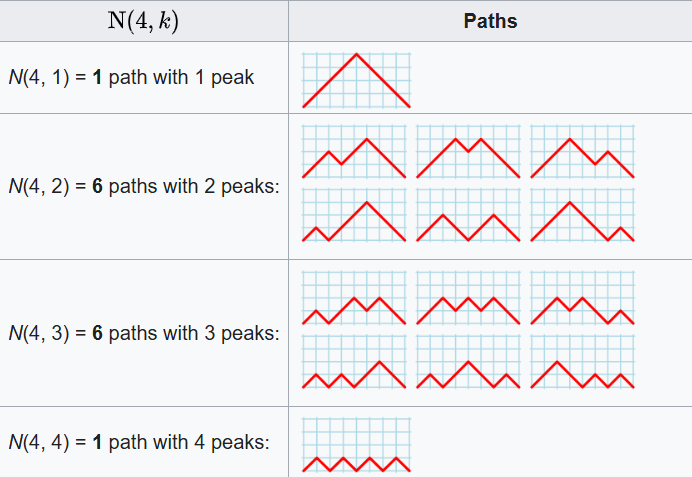 N(4, k)
Paths
N(4, 1) = 1 path with 1 peak
N(4, 2) = 6 paths with 2 peaks:
N(4, 3) = 6 paths with 3 peaks:
N(4, 4) = 1 path with 4 peaks: